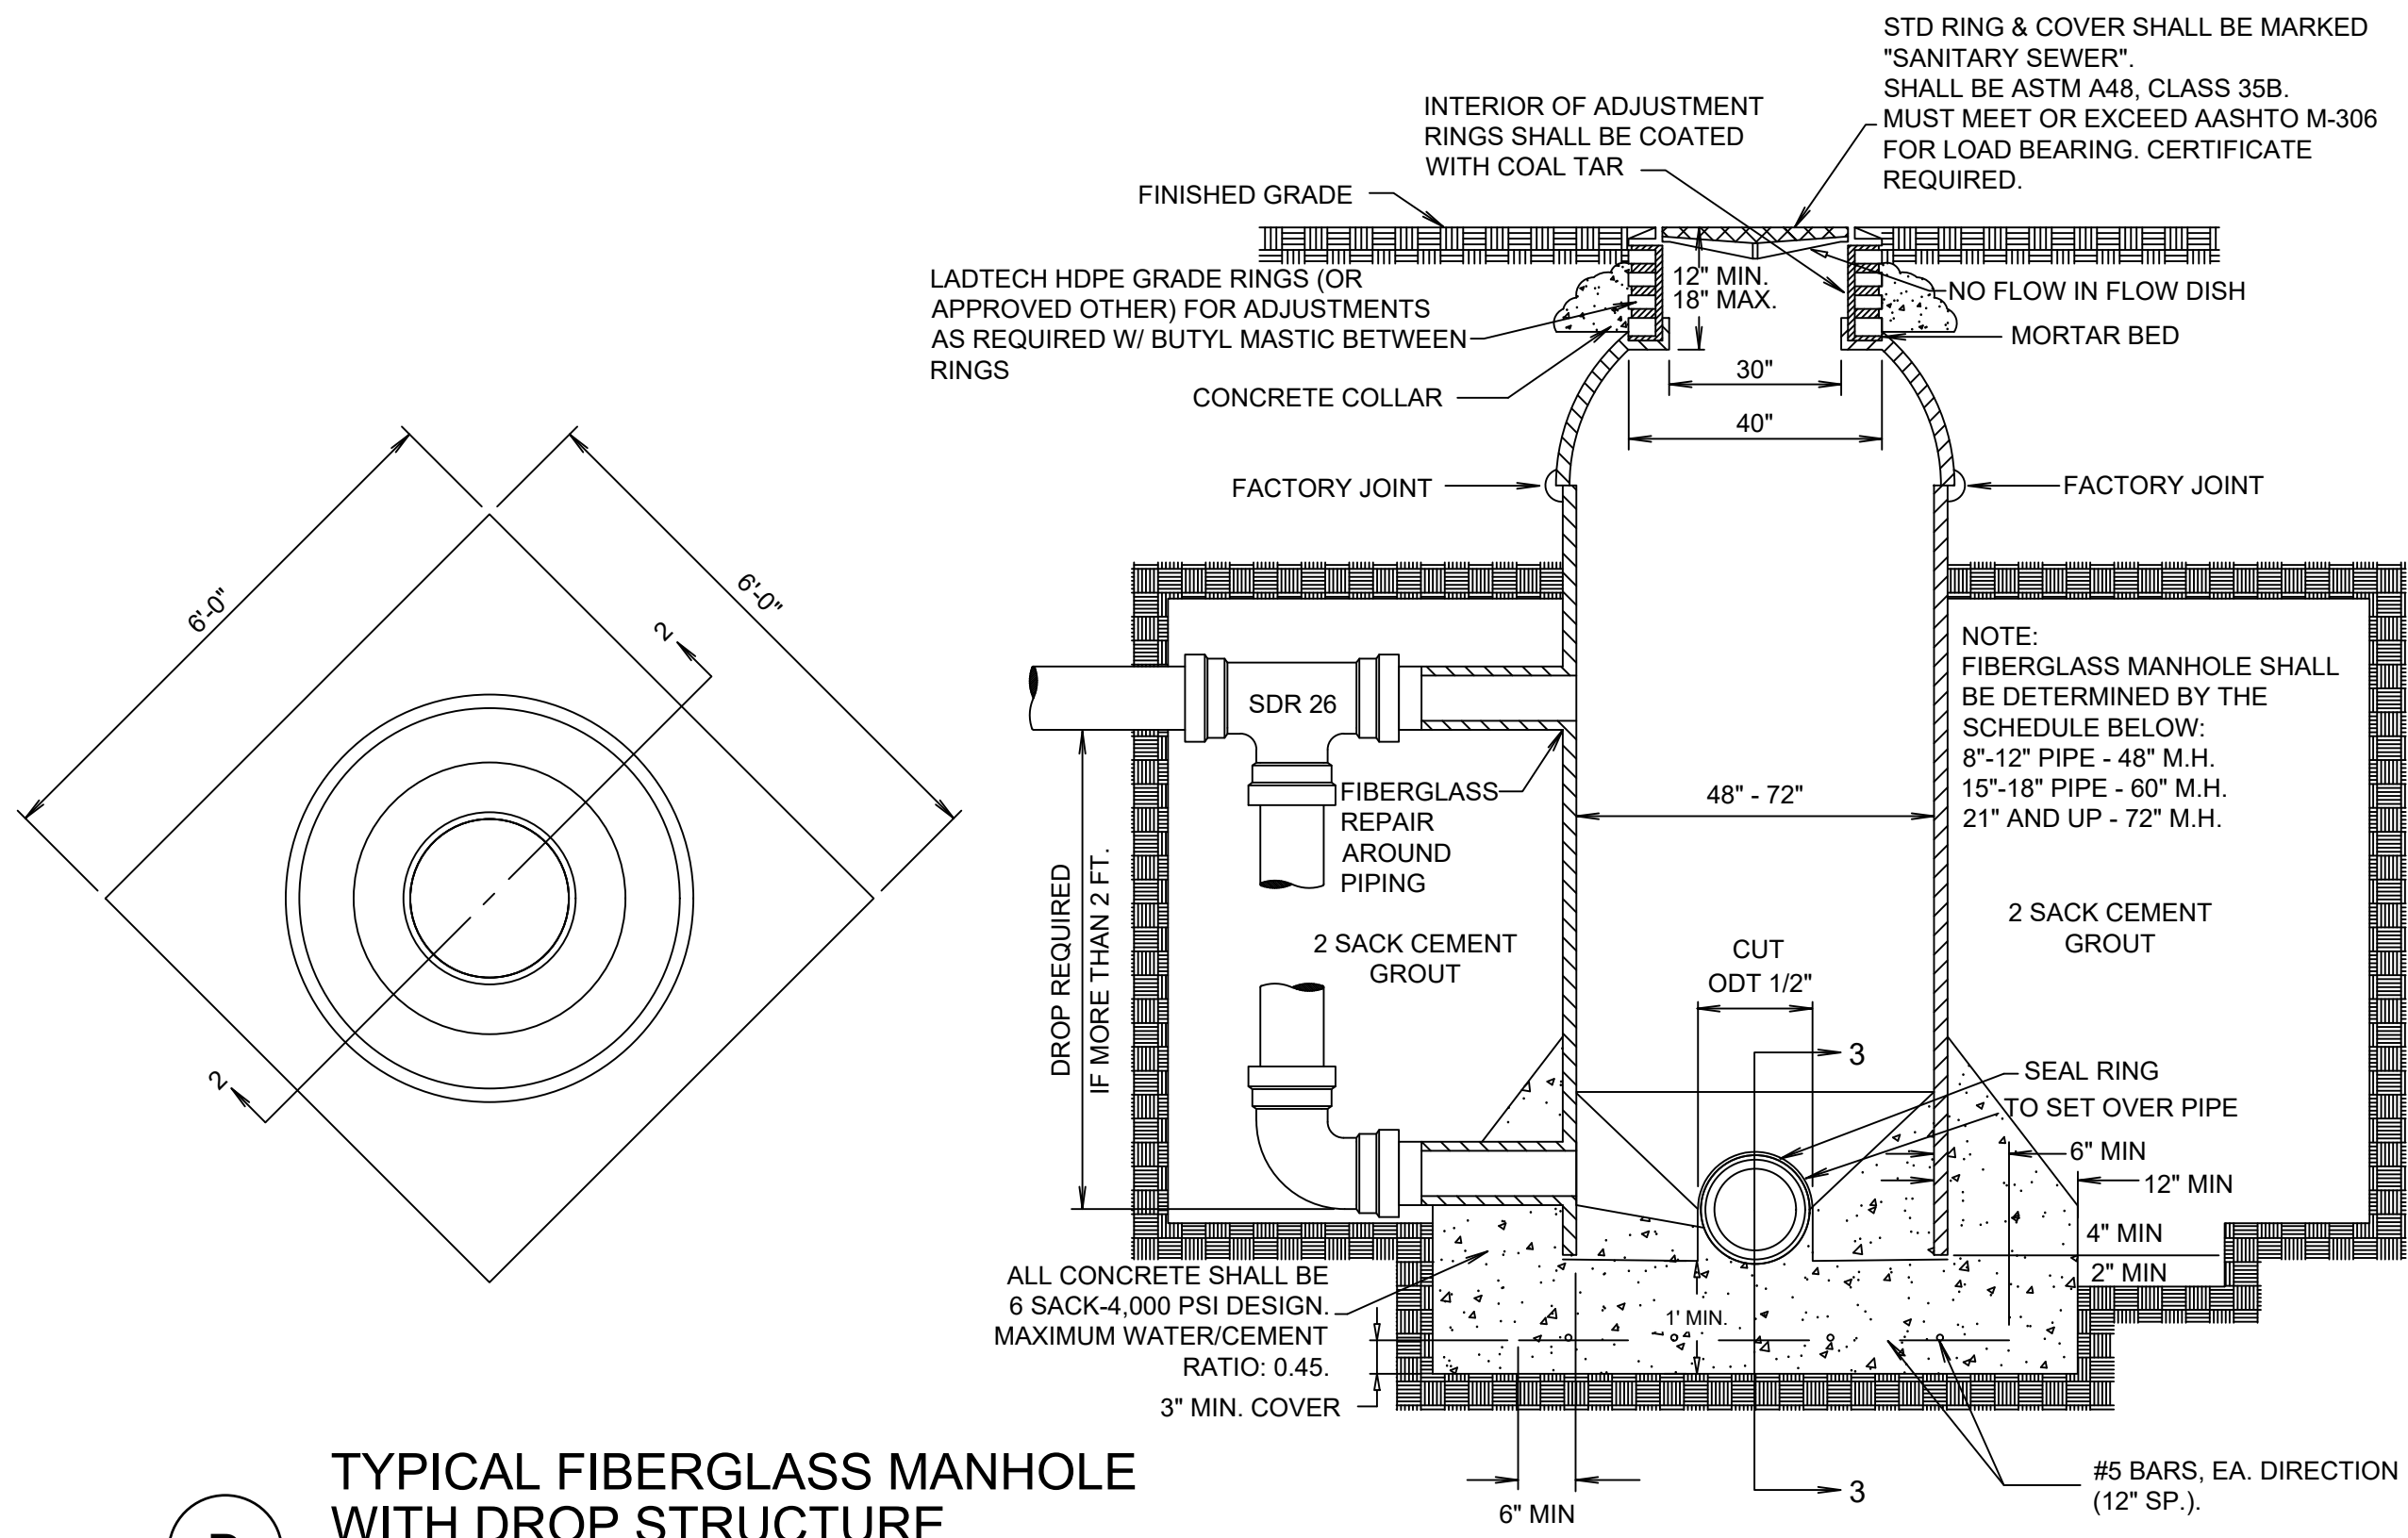 STD RING & COVER SHALL BE MARKED
"SANITARY SEWER".
SHALL BE ASTM A48, CLASS 35B.
MUST MEET OR EXCEED AASHTO M-306
FOR LOAD BEARING. CERTIFICATE
REQUIRED.
INTERIOR OF ADJUSTMENT
RINGS SHALL BE COATED
WITH COAL TAR
FINISHED GRADE
LADTECH HDPE GRADE RINGS (OR
APPROVED OTHER) FOR ADJUSTMENTS
AS REQUIRED W/ BUTYL MASTIC BETWEEN
RINGS
12" MIN.
18" MAX.
NO FLOW IN FLOW DISH
MORTAR BED
CONCRETE COLLAR
30"
40"
FACTORY JOINT
FACTORY JOINT
6'-0"
6'-0"
2
2
SDR 26
NOTE:
FIBERGLASS MANHOLE SHALL
BE DETERMINED BY THE
SCHEDULE BELOW:
8"-12" PIPE - 48" M.H.
15"-18" PIPE - 60" M.H.
21" AND UP - 72" M.H.
FIBERGLASS
REPAIR
AROUND
PIPING
48" - 72"
DROP REQUIRED
IF MORE THAN 2 FT.
2 SACK CEMENT
GROUT
2 SACK CEMENT
GROUT
CUT
ODT 1/2"
3
SEAL RING
TO SET OVER PIPE
6" MIN
12" MIN
4" MIN
2" MIN
ALL CONCRETE SHALL BE
6 SACK-4,000 PSI DESIGN.
MAXIMUM WATER/CEMENT
RATIO: 0.45.
1' MIN.
3" MIN. COVER
6" MIN
3
#5 BARS, EA. DIRECTION
(12" SP.).
TYPICAL FIBERGLASS MANHOLE
WITH DROP STRUCTURE